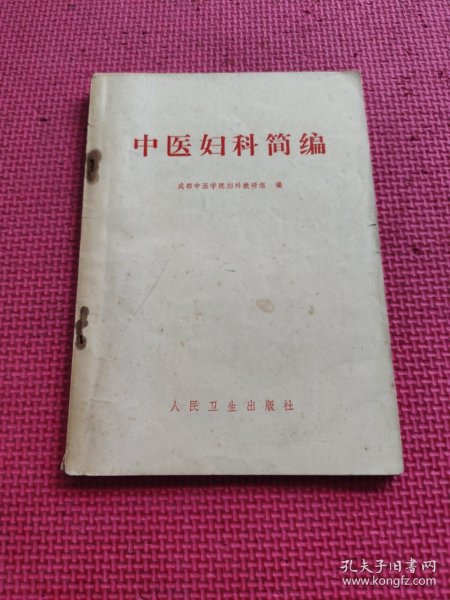 中医妇科简编
成都中医学院妇科教研组 编
人民卫生出版社
孔夫子旧书网
www.kongfz.com